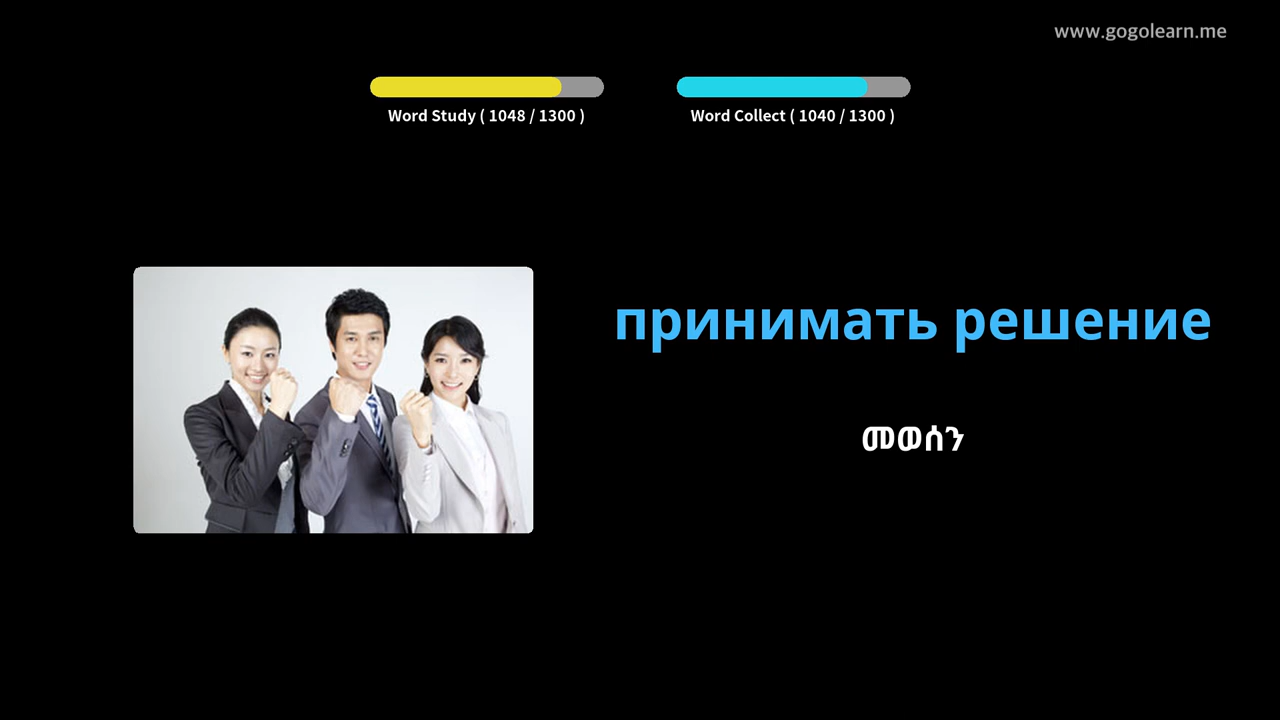 www.gogolearn.me
Word Study ( 1048 / 1300 )
Word Collect ( 1040 / 1300 )
принимать решение
መወሰን